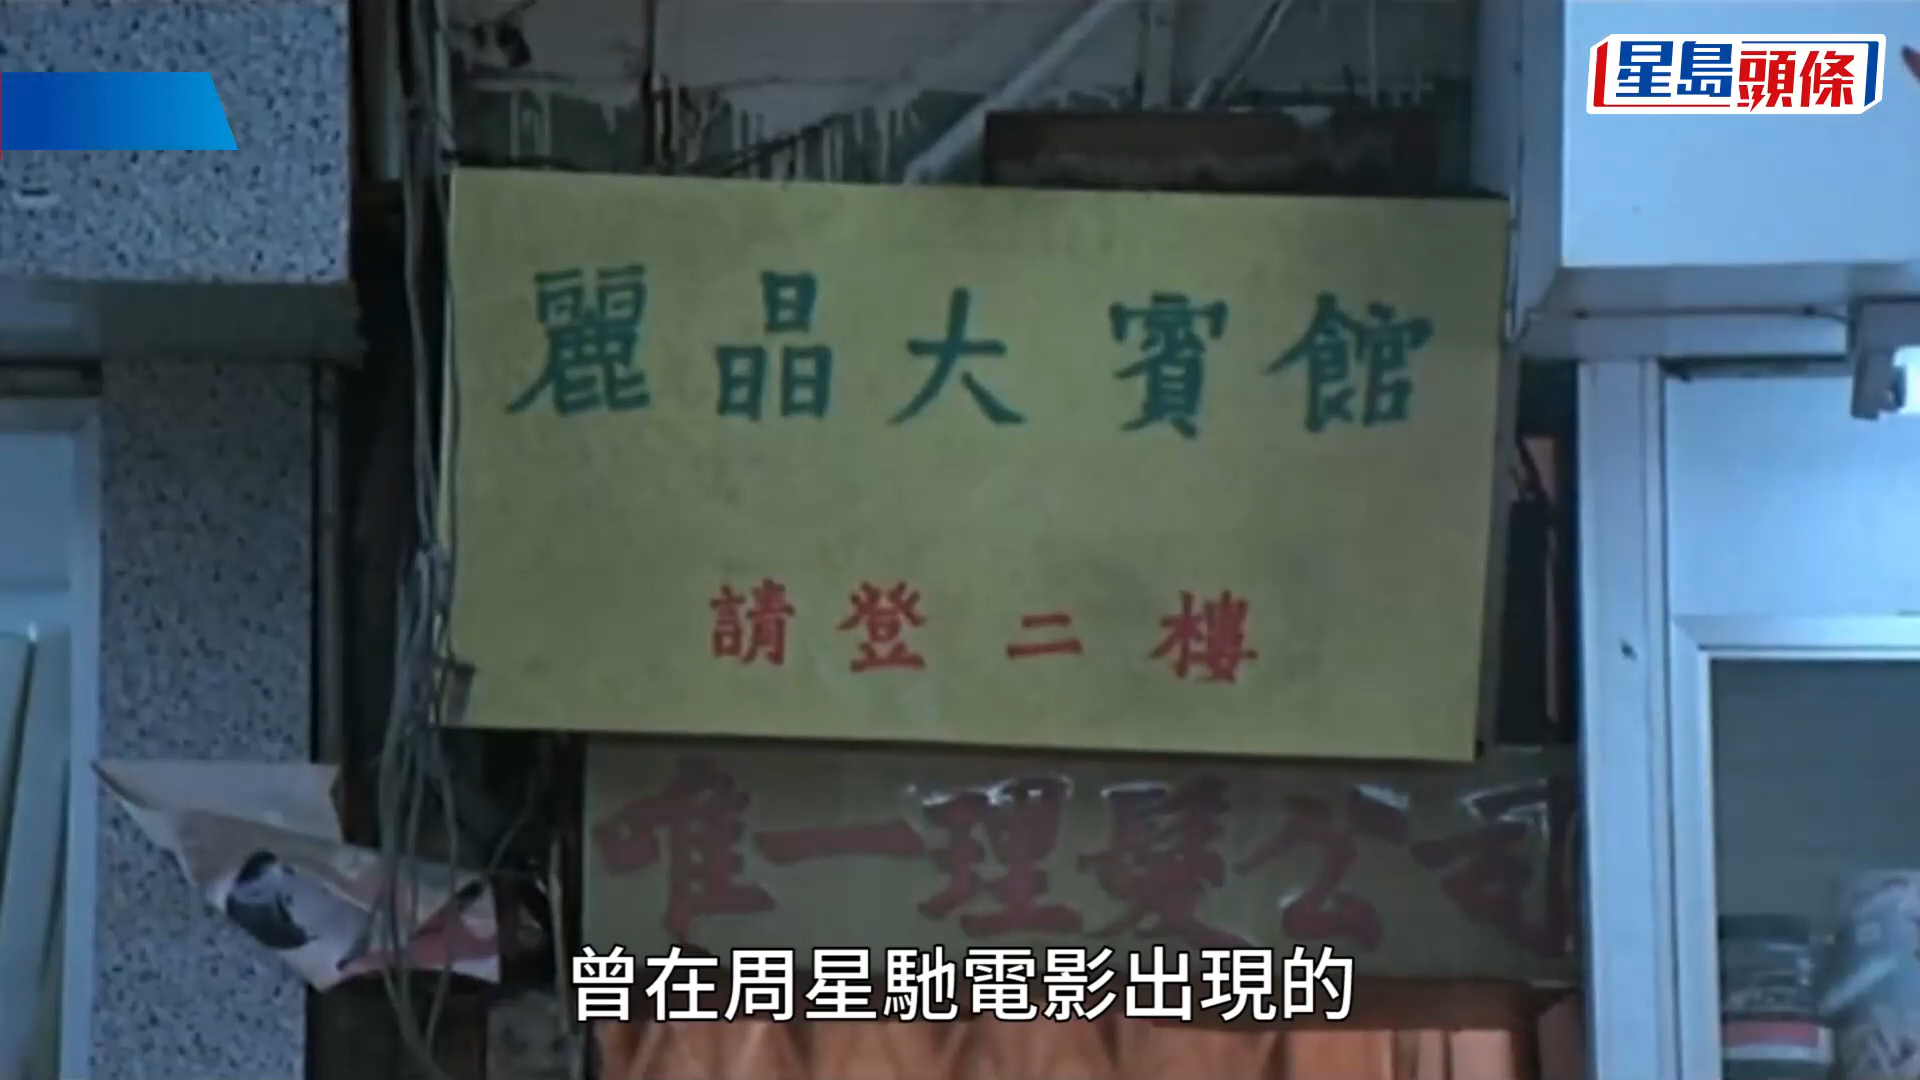 星島頭條
麗晶大賓館
請登二樓
唯一理髮公司
曾在周星馳電影出現的